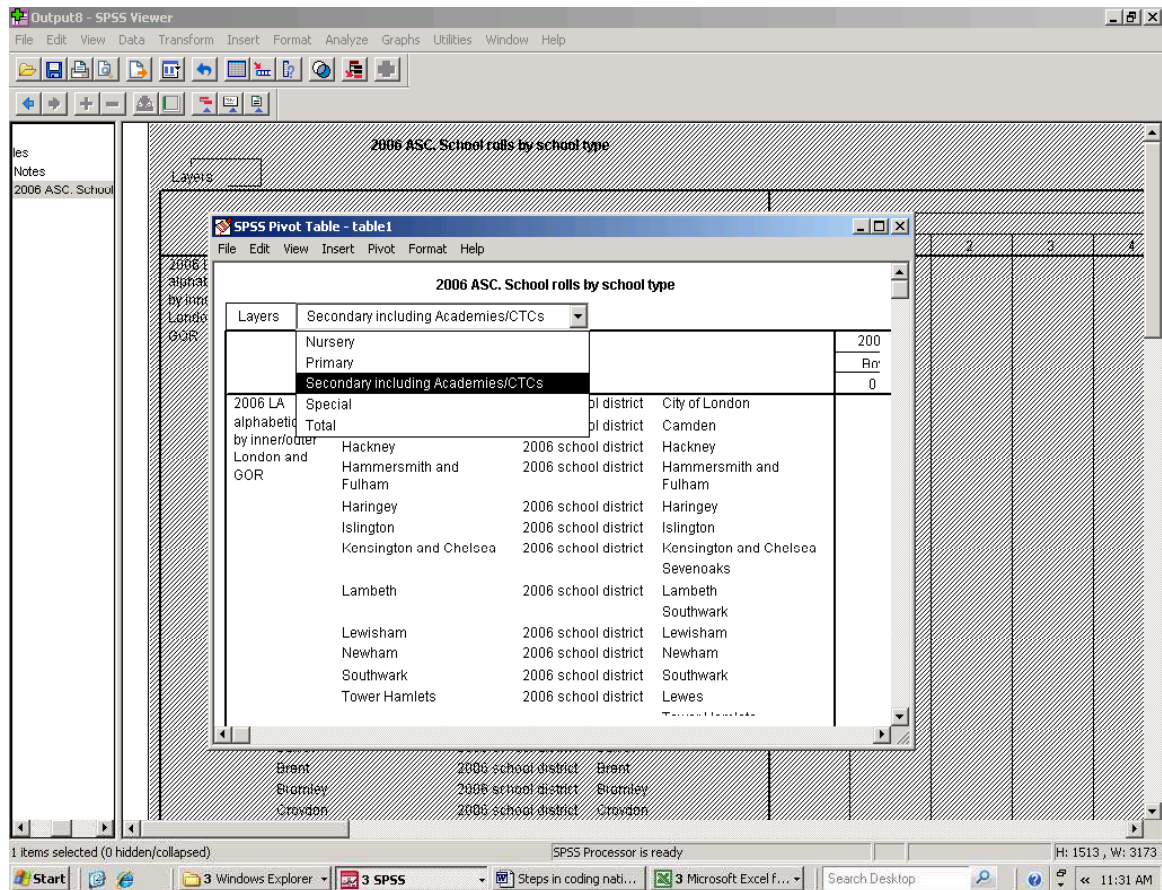 Output8 - SPSS Viewer
File Edit View Data Transform Insert Format Analyze Graphs Utilities Window Help
les
Notes
2006 ASC. School
2006 ASC. School rolls by school type
Layers
2 3 4
SPSS Pivot Table - table1
File Edit View Insert Pivot Format Help
2006 ASC. School rolls by school type
Layers Secondary including Academies/CTCs
Nursery
Primary
Secondary including Academies/CTCs
Special
Total
200
0
2006 LA
alphabetic
by inner/outer
London and
GOR
ol district City of London
ol district Camden
Hackney 2006 school district Hackney
Hammersmith and Fulham 2006 school district Hammersmith and Fulham
Haringey 2006 school district Haringey
Islington 2006 school district Islington
Kensington and Chelsea 2006 school district Kensington and Chelsea
Sevenoaks
Lambeth 2006 school district Lambeth
Southwark
Lewisham 2006 school district Lewisham
Newham 2006 school district Newham
Southwark 2006 school district Southwark
Tower Hamlets 2006 school district Lewes
Tower Hamlets
Brent 2006 school district Brent
Bromley 2006 school district Bromley
Croydon 2006 school district Croydon
1 items selected (0 hidden/collapsed) SPSS Processor is ready H: 1513 , W: 3173
Start 3 Windows Explorer 3 SPSS Steps in coding nati... 3 Microsoft Excel f... Search Desktop « 11:31 AM